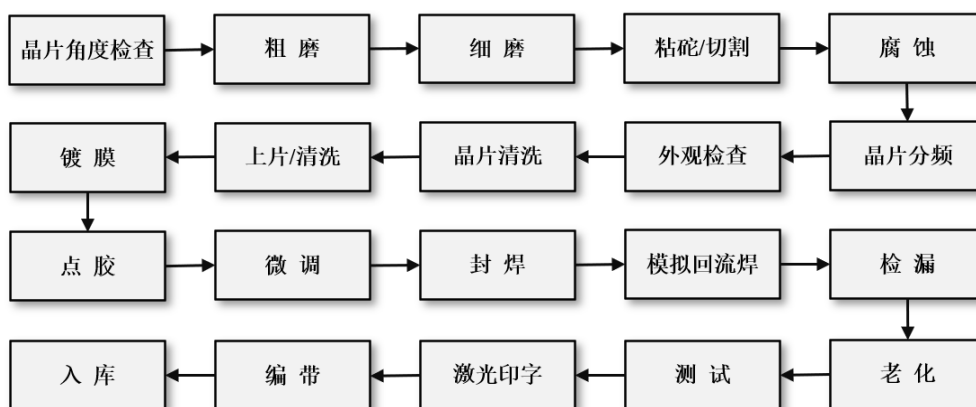 晶片角度检查
粗 磨
细 磨
粘砣/切割
腐 蚀
晶片分频
外观检查
晶片清洗
上片/清洗
镀 膜
点 胶
微 调
封 焊
模拟回流焊
检 漏
老 化
测 试
激光印字
编 带
入 库